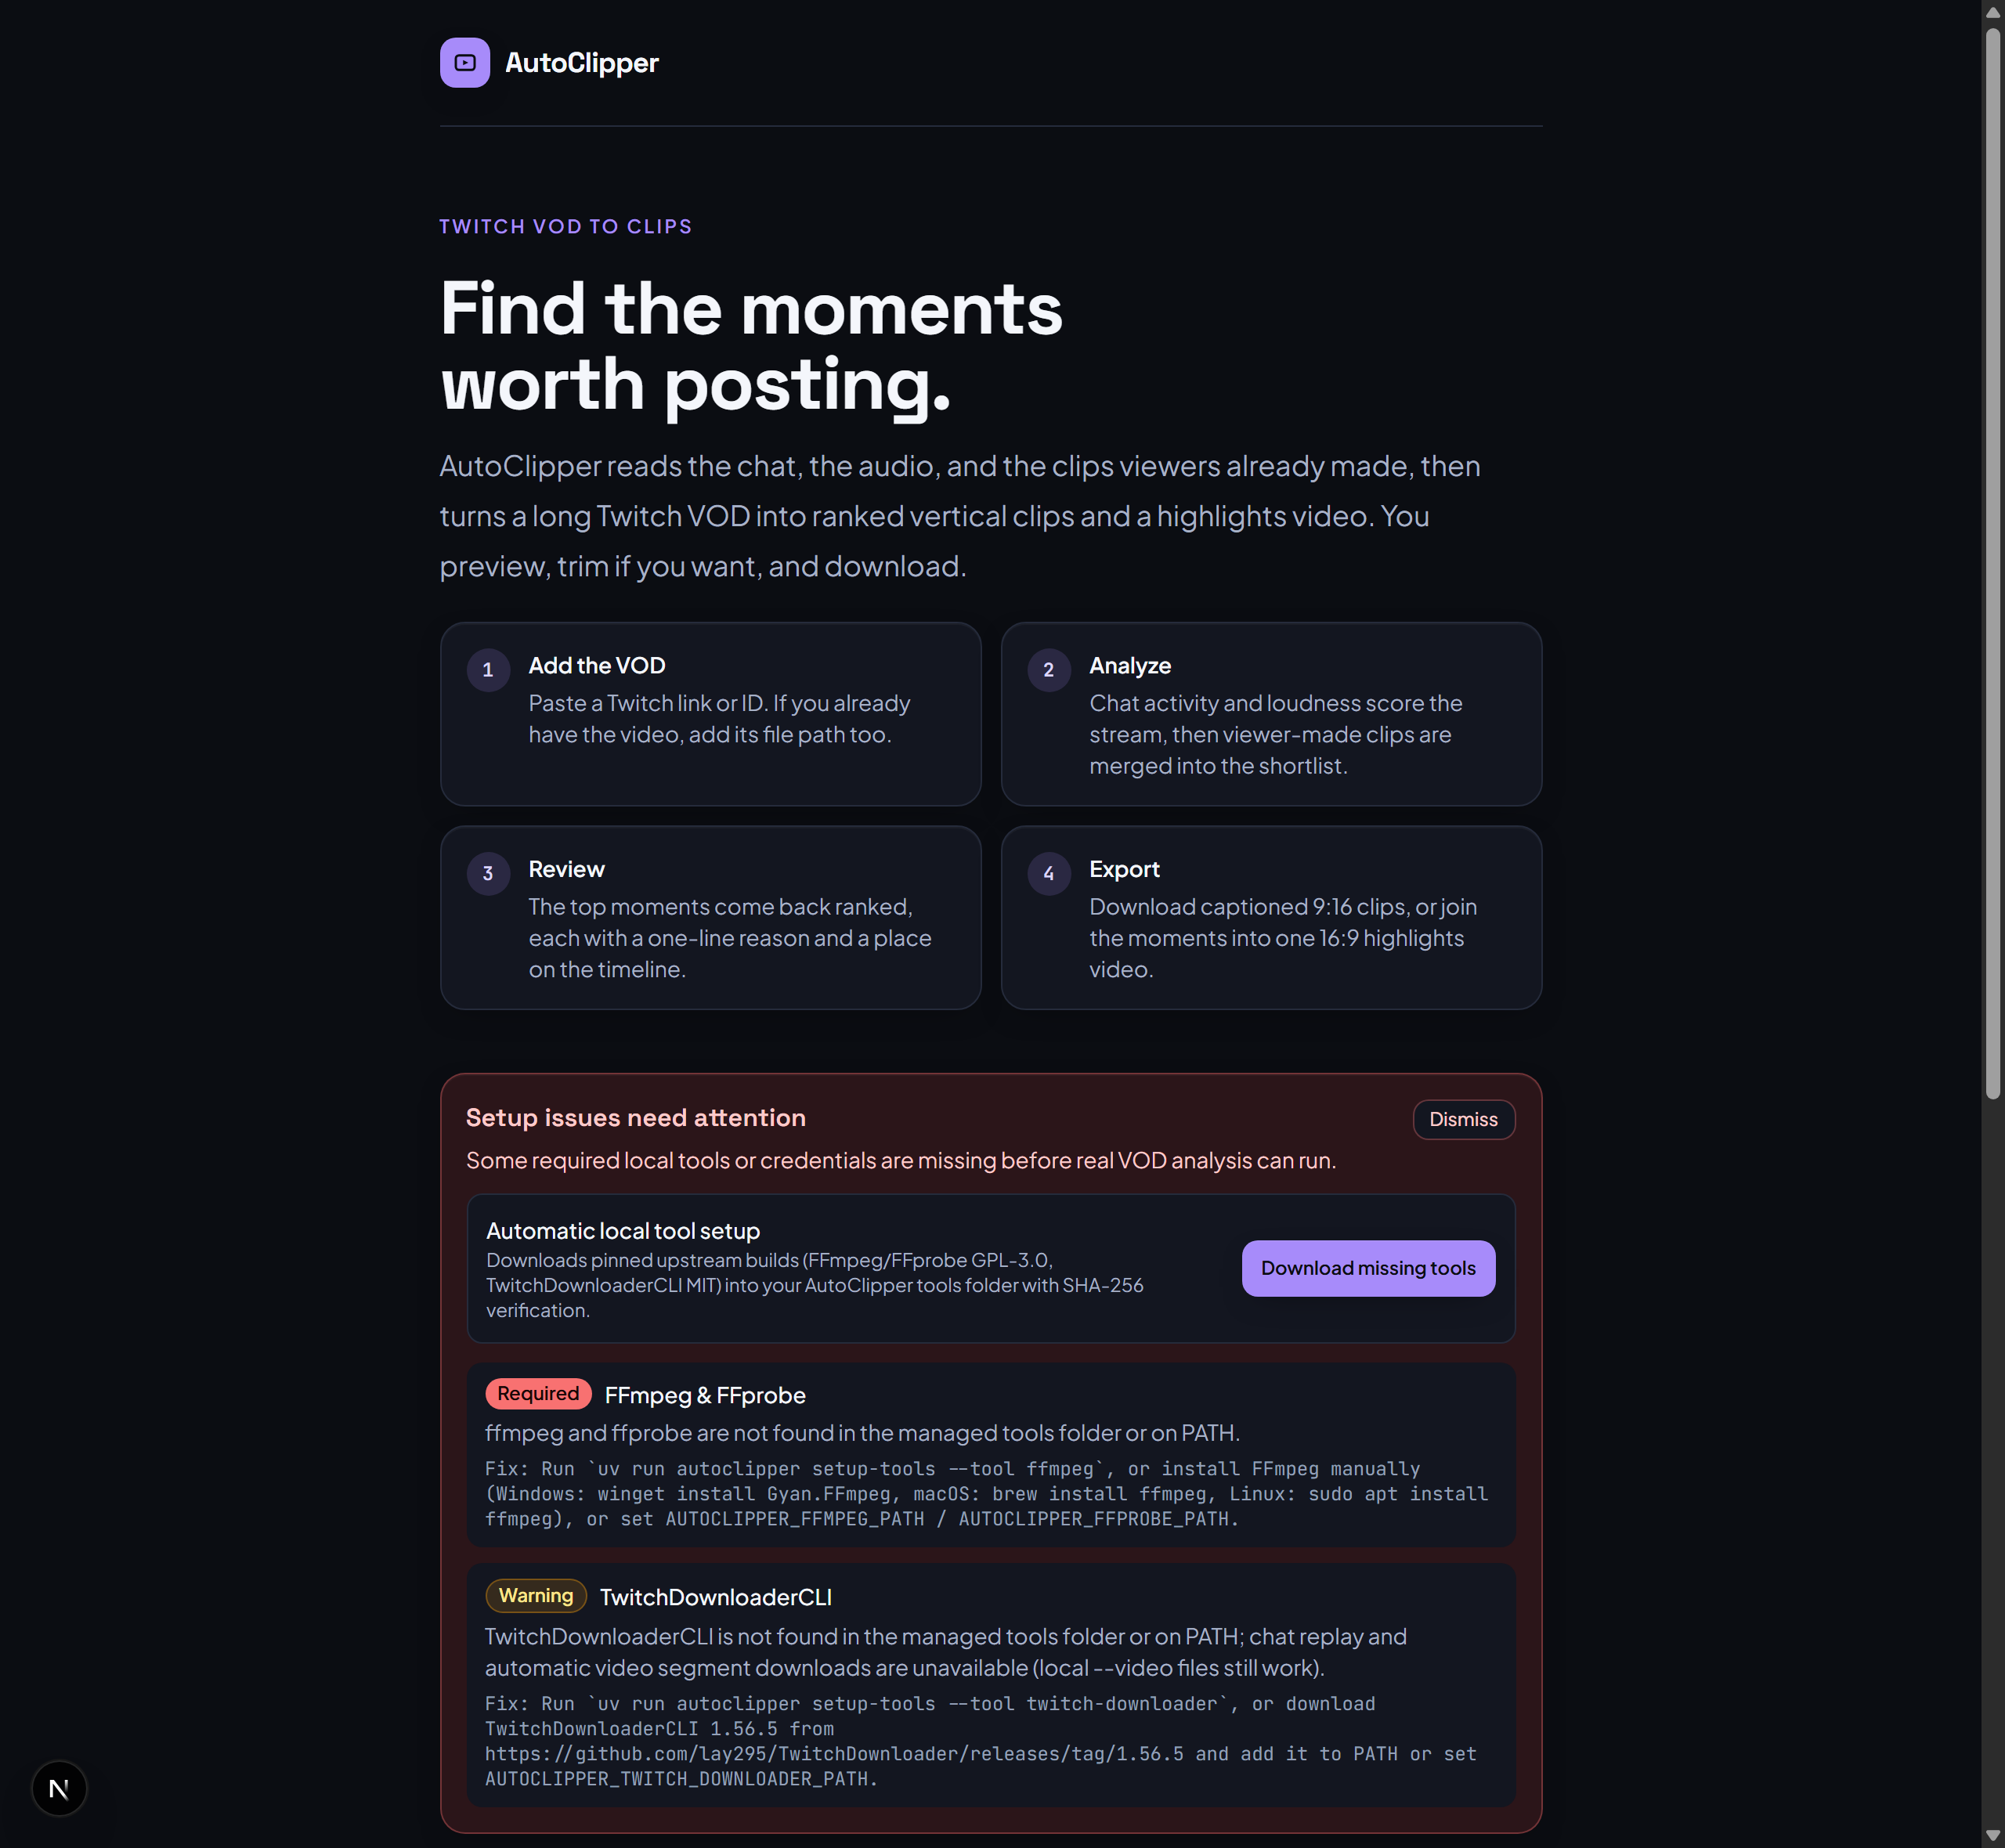 AutoClipper
TWITCH VOD TO CLIPS
Find the moments
worth posting.
AutoClipper reads the chat, the audio, and the clips viewers already made, then
turns a long Twitch VOD into ranked vertical clips and a highlights video. You
preview, trim if you want, and download.
1
Add the VOD
Paste a Twitch link or ID. If you already
have the video, add its file path too.
2
Analyze
Chat activity and loudness score the
stream, then viewer-made clips are
merged into the shortlist.
3
Review
The top moments come back ranked,
each with a one-line reason and a place
on the timeline.
4
Export
Download captioned 9:16 clips, or join
the moments into one 16:9 highlights
video.
Setup issues need attention
Dismiss
Some required local tools or credentials are missing before real VOD analysis can run.
Automatic local tool setup
Downloads pinned upstream builds (FFmpeg/FFprobe GPL-3.0,
TwitchDownloaderCLI MIT) into your AutoClipper tools folder with SHA-256
verification.
Download missing tools
Required FFmpeg & FFprobe
ffmpeg and ffprobe are not found in the managed tools folder or on PATH.
Fix: Run `uv run autoclipper setup-tools --tool ffmpeg`, or install FFmpeg manually
(Windows: winget install Gyan.FFmpeg, macOS: brew install ffmpeg, Linux: sudo apt install
ffmpeg), or set AUTOCLIPPER_FFMPEG_PATH / AUTOCLIPPER_FFPROBE_PATH.
Warning TwitchDownloaderCLI
TwitchDownloaderCLI is not found in the managed tools folder or on PATH; chat replay and
automatic video segment downloads are unavailable (local --video files still work).
Fix: Run `uv run autoclipper setup-tools --tool twitch-downloader`, or download
TwitchDownloaderCLI 1.56.5 from
https://github.com/lay295/TwitchDownloader/releases/tag/1.56.5 and add it to PATH or set
AUTOCLIPPER_TWITCH_DOWNLOADER_PATH.
N